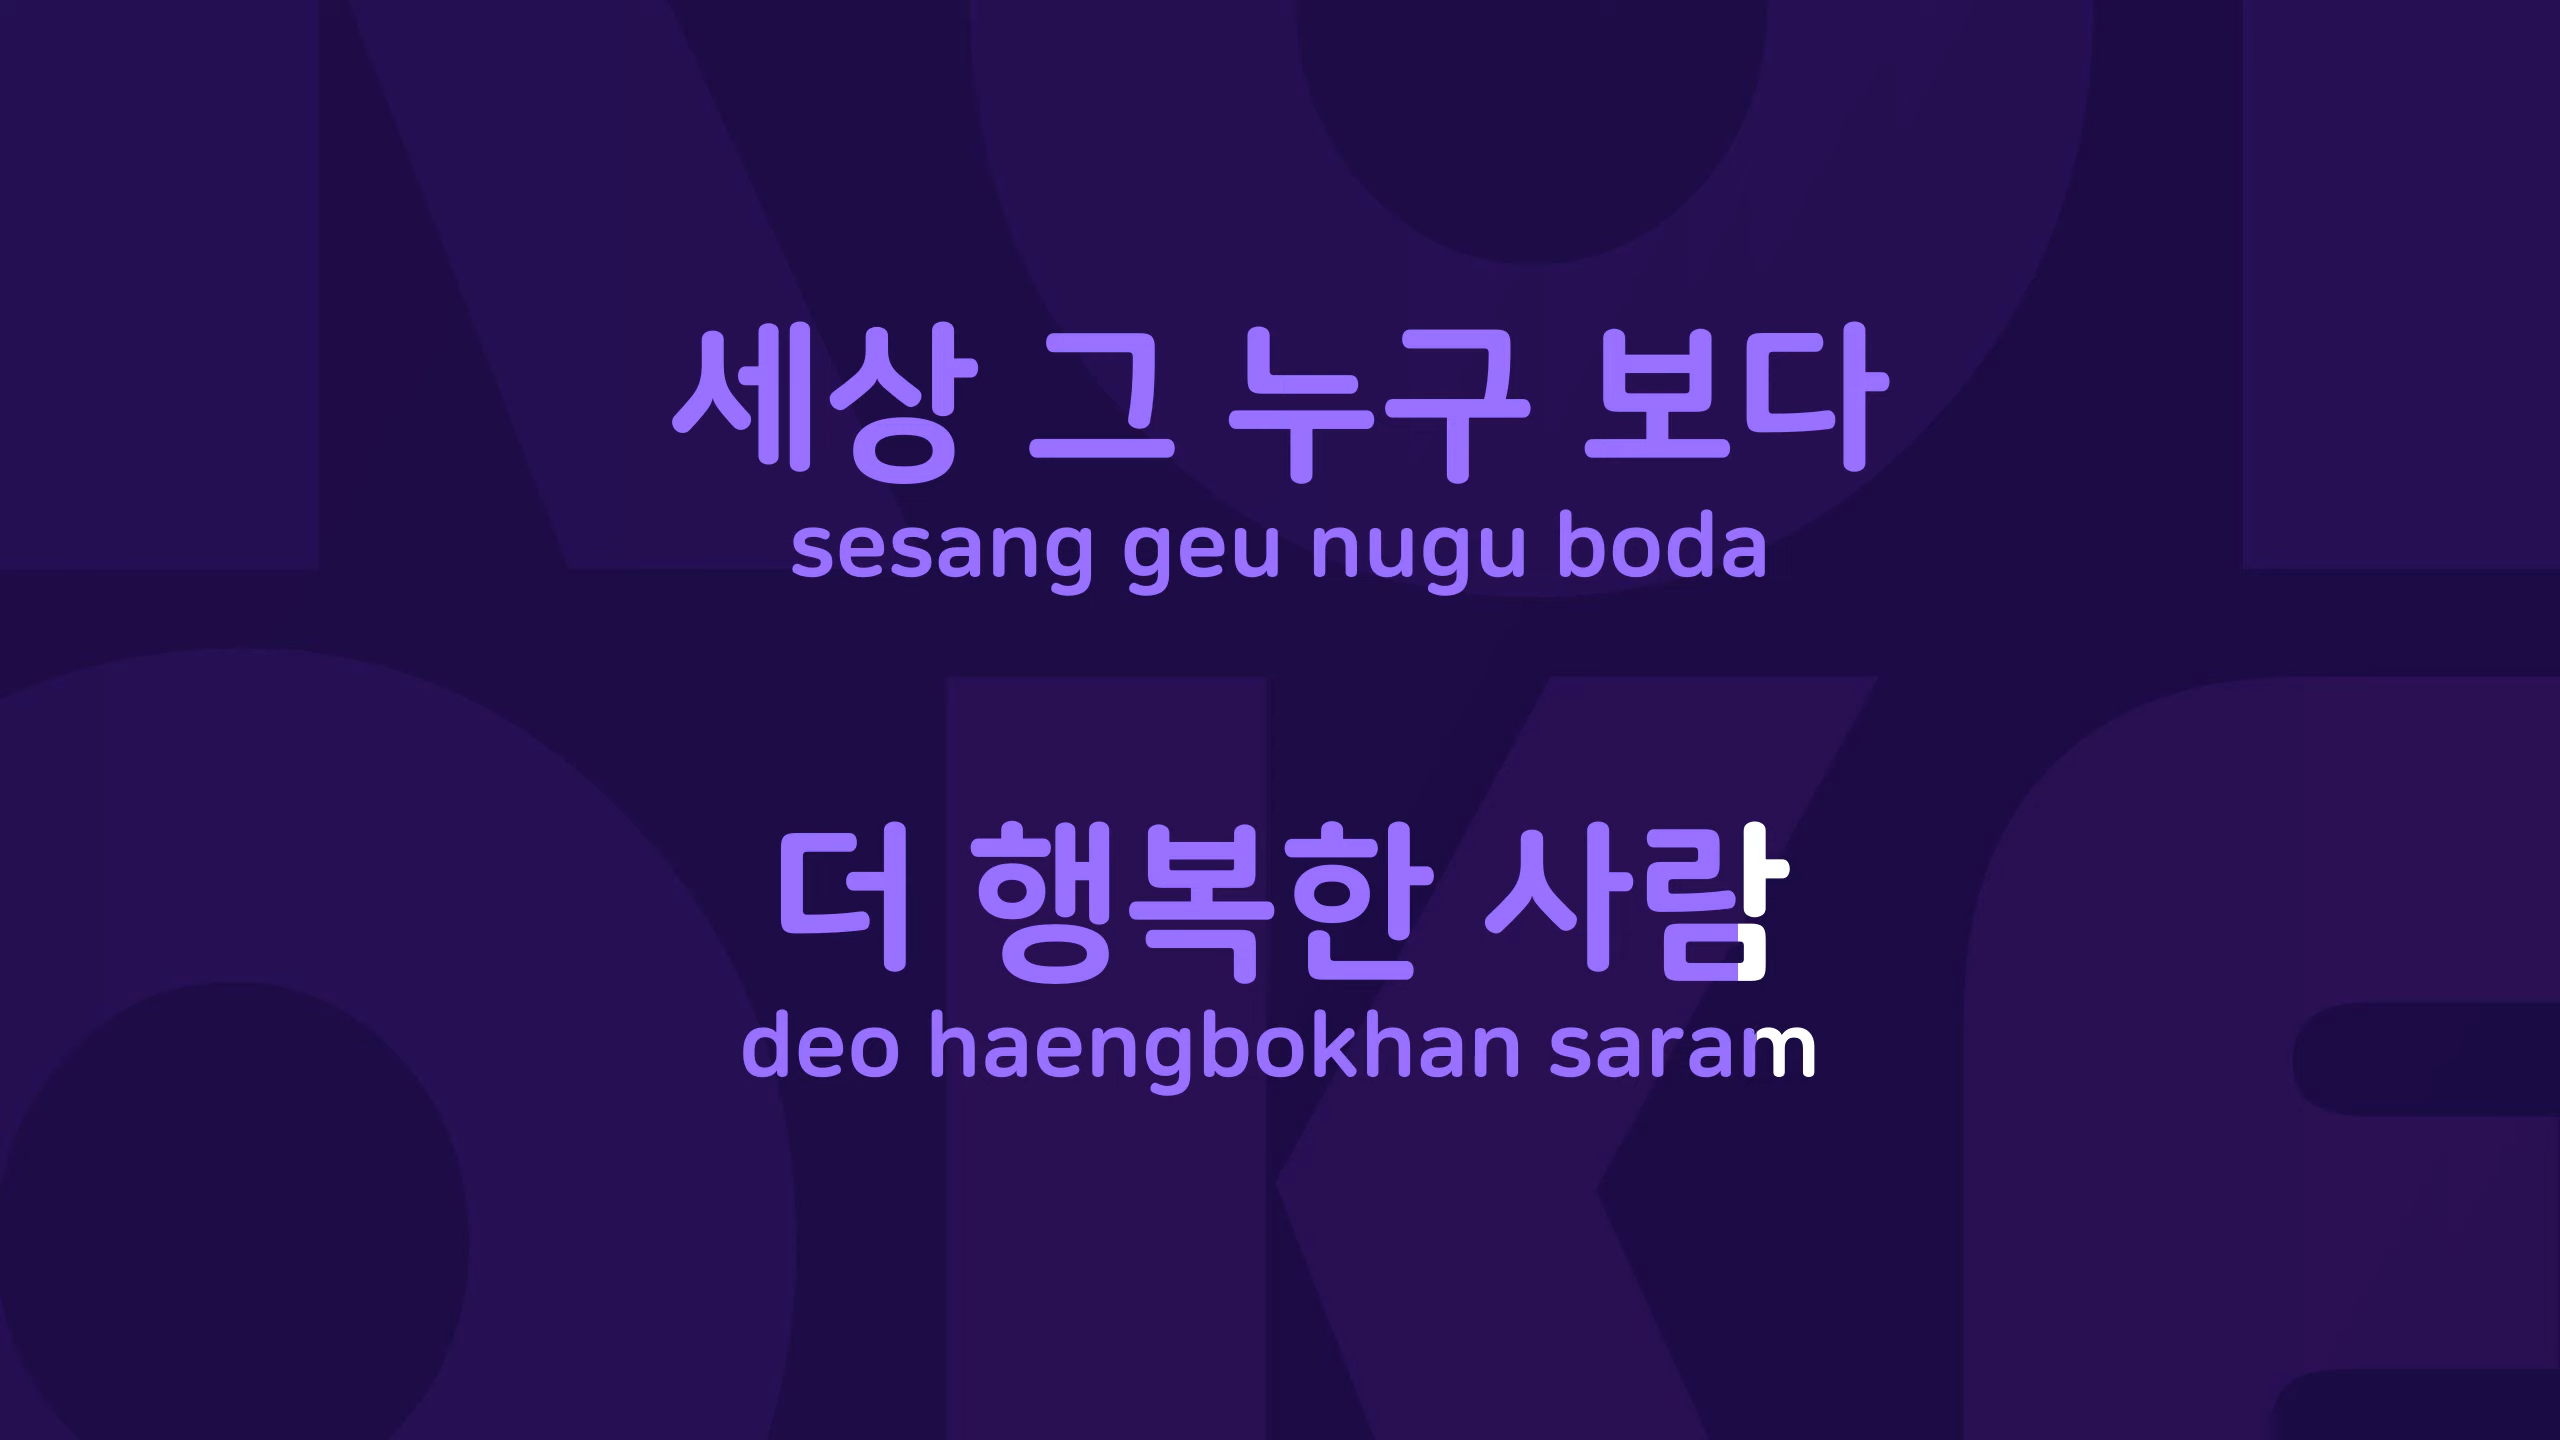 세상 그 누구 보다
sesang geu nugu boda
더 행복한 사람
deo haengbokhan saram